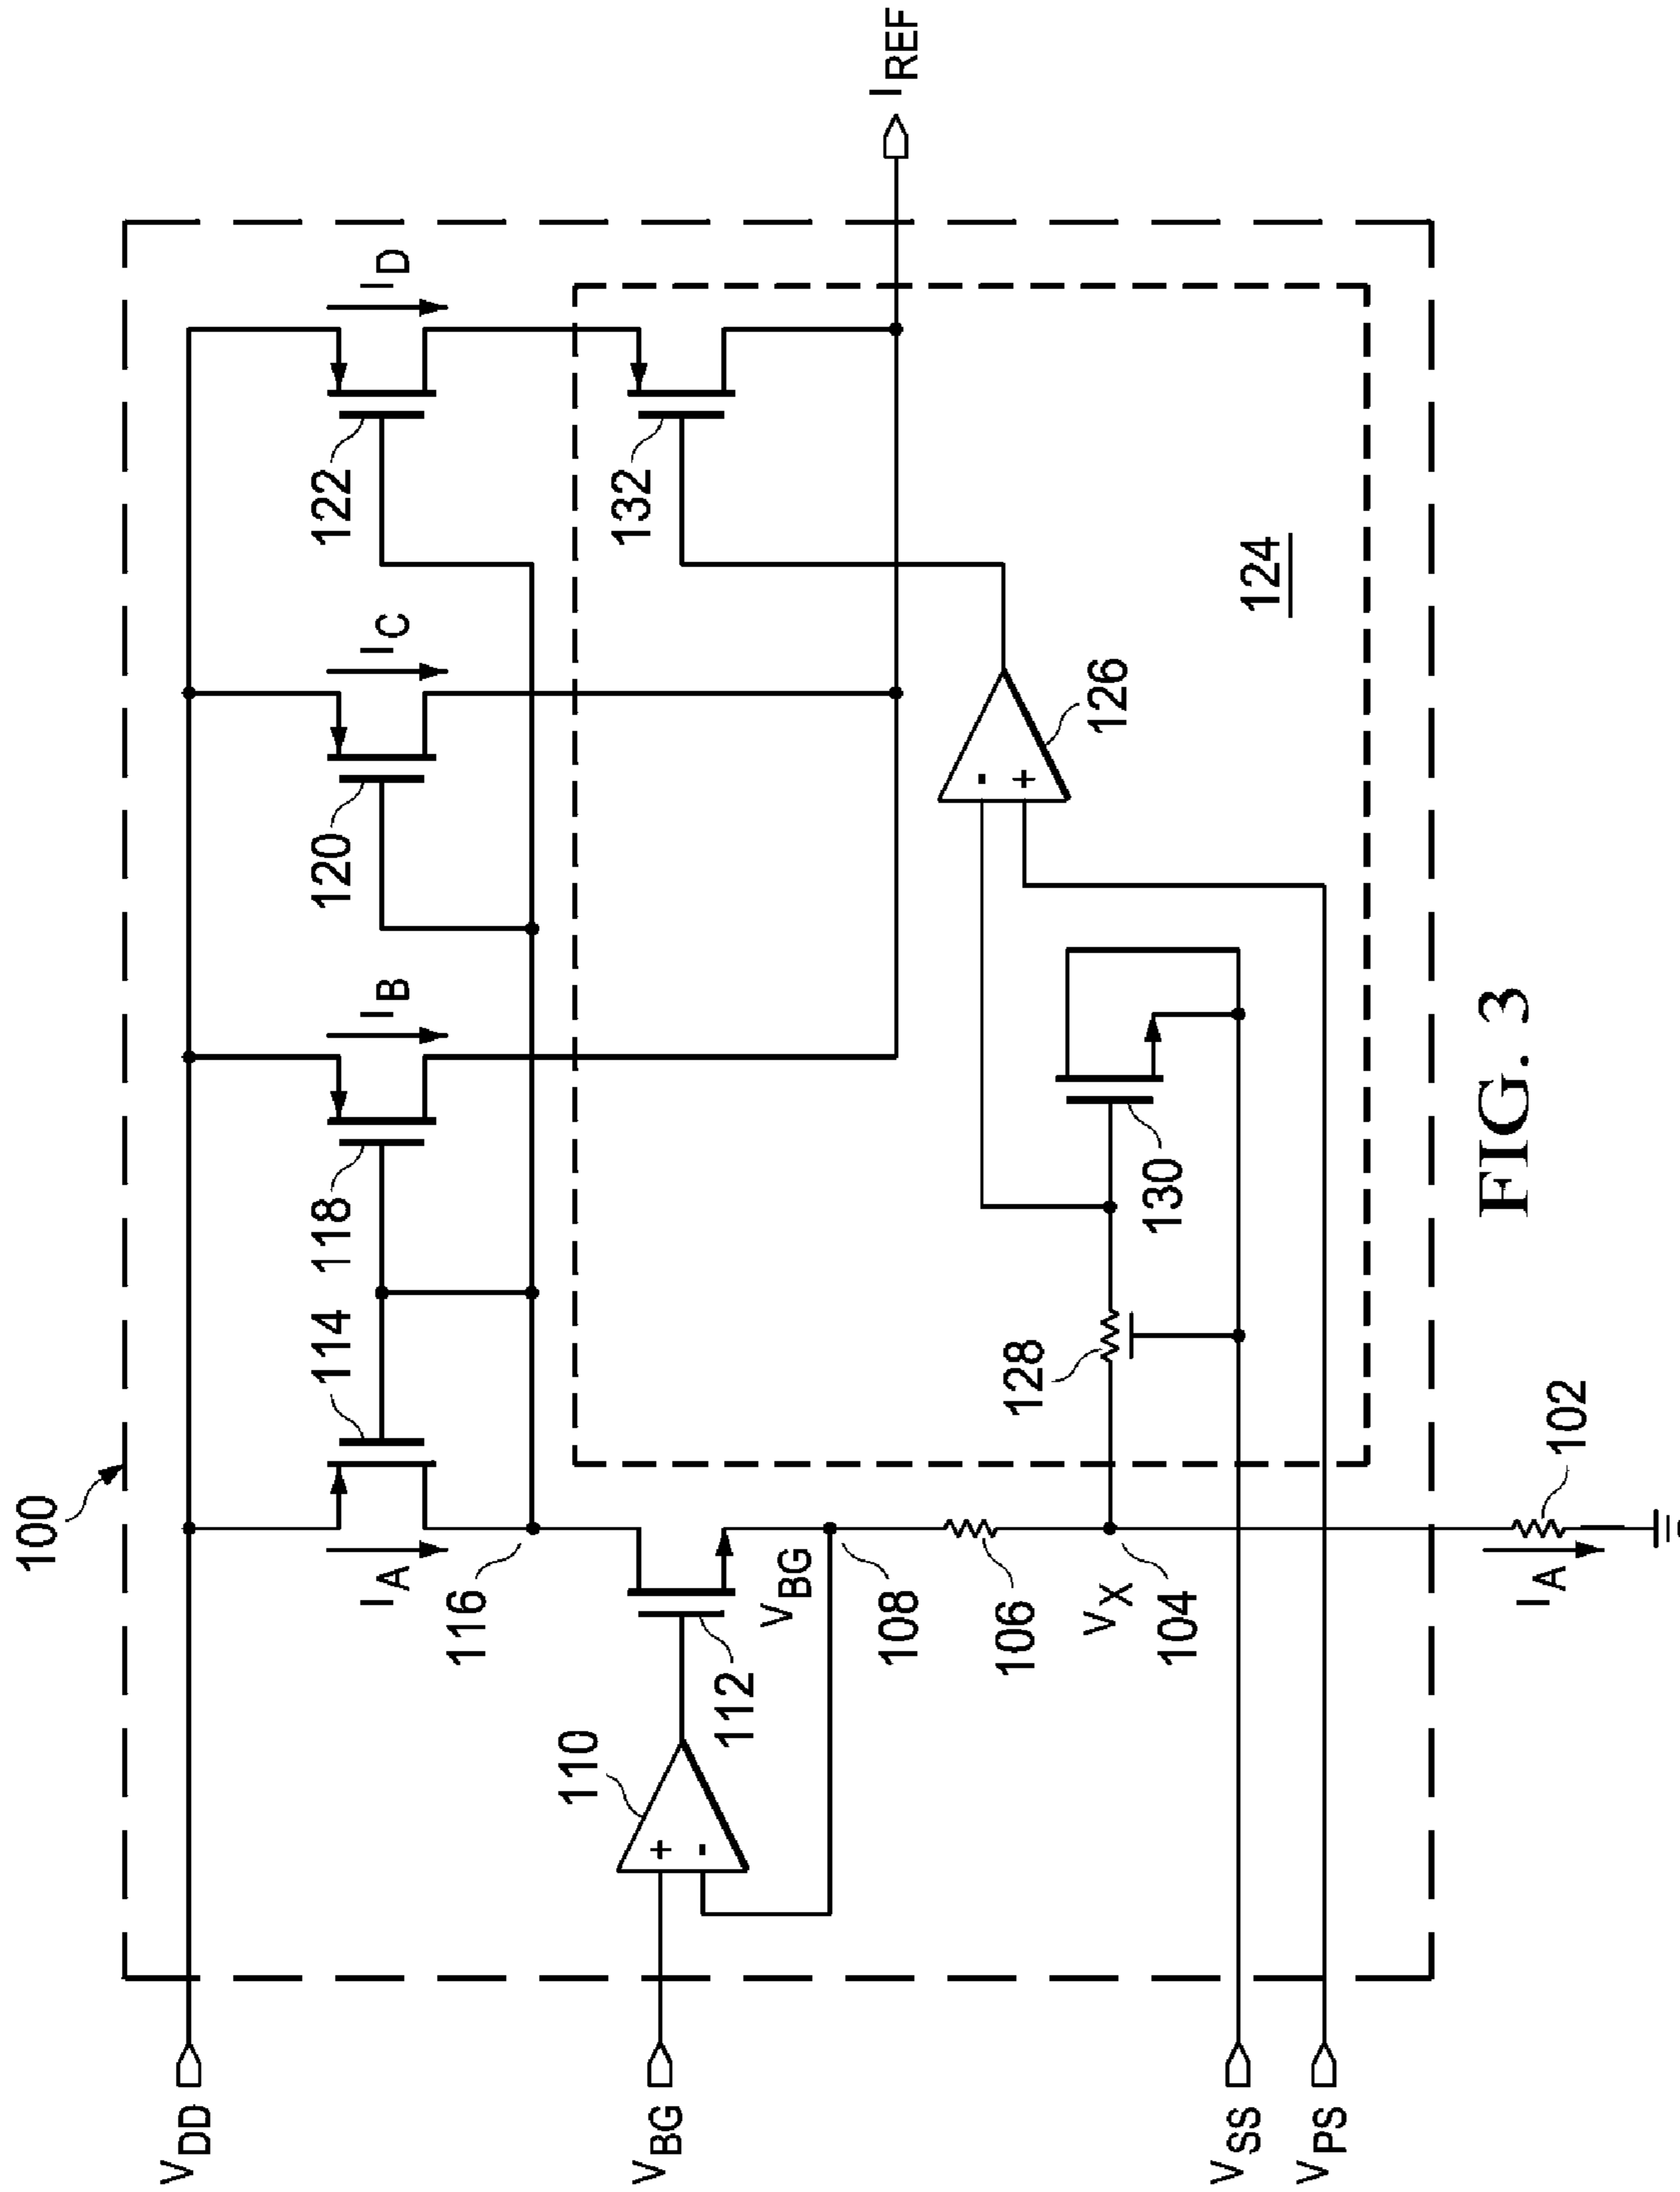 100
V_DD
I_A
114
118
I_B
120
I_C
122
I_D
116
110
+
-
112
V_BG
V_BG
108
106
V_X
104
132
I_REF
126
-
+
128
130
124
V_SS
V_PS
I_A
102
FIG. 3